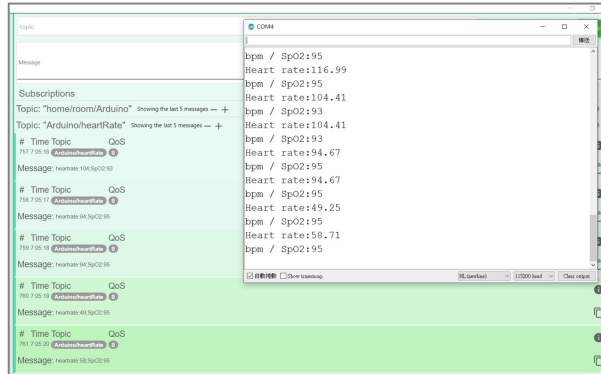 topic
Message
Subscriptions
Topic: "home/room/Arduino" Showing the last 5 messages — +
Topic: "Arduino/heartRate" Showing the last 5 messages — +
# Time Topic QoS
757 7:05:16 Arduino/heartRate 0
Message: heartrate:104;SpO2:93
# Time Topic QoS
758 7:05:17 Arduino/heartRate 0
Message: heartrate:94;SpO2:95
# Time Topic QoS
759 7:05:18 Arduino/heartRate 0
Message: heartrate:94;SpO2:95
# Time Topic QoS
760 7:05:19 Arduino/heartRate 0
Message: heartrate:49;SpO2:95
# Time Topic QoS
761 7:05:20 Arduino/heartRate 0
Message: heartrate:58;SpO2:95
COM4
傳送
bpm / SpO2:95
Heart rate:116.99
bpm / SpO2:95
Heart rate:104.41
bpm / SpO2:93
Heart rate:104.41
bpm / SpO2:93
Heart rate:94.67
bpm / SpO2:95
Heart rate:94.67
bpm / SpO2:95
Heart rate:49.25
bpm / SpO2:95
Heart rate:58.71
bpm / SpO2:95
自動捲動 Show timestamp NL(newline) 115200 baud Clear output